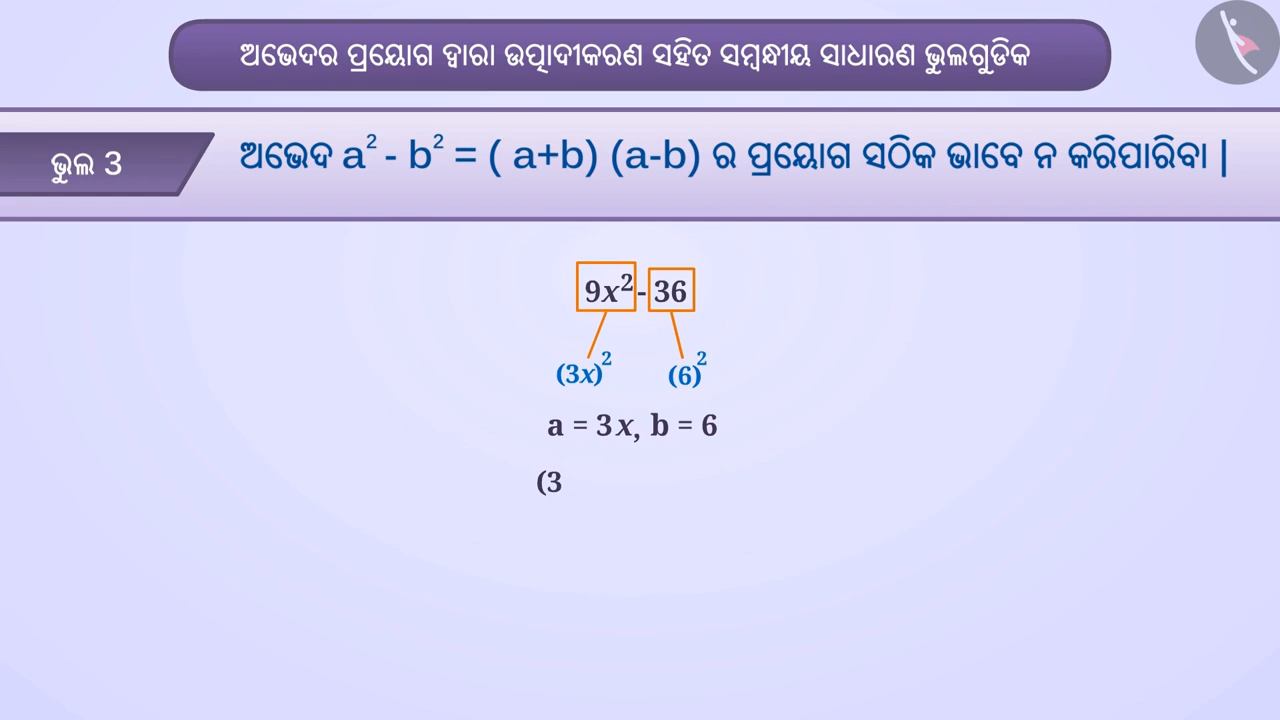 ଅଭେଦର ପ୍ରୟୋଗ ଦ୍ୱାରା ଉତ୍ପାଦୀକରଣ ସହିତ ସମ୍ବନ୍ଧୀୟ ସାଧାରଣ ଭୁଲଗୁଡିକ
ଭୁଲ 3
ଅଭେଦ a² - b² = ( a+b) (a-b) ର ପ୍ରୟୋଗ ସଠିକ ଭାବେ ନ କରିପାରିବା |
9x² - 36
(3x)² (6)²
a = 3x, b = 6
(3